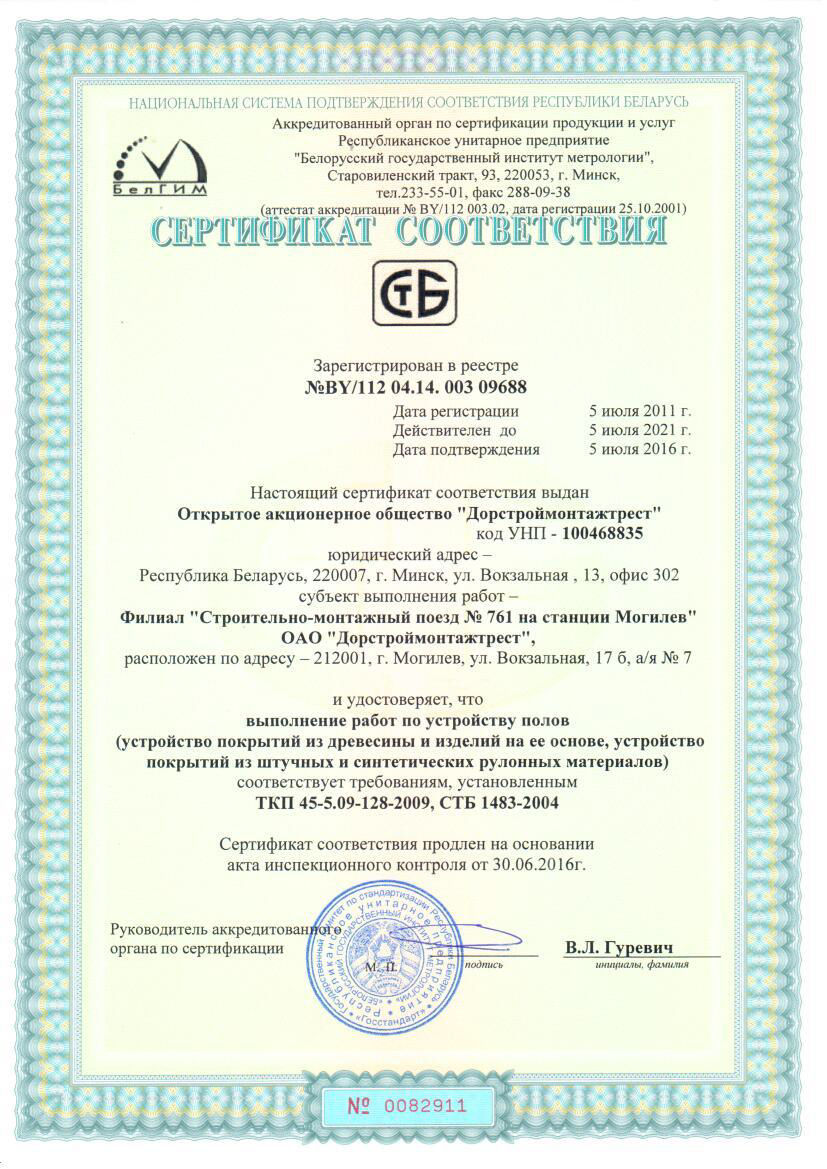 НАЦИОНАЛЬНАЯ СИСТЕМА ПОДТВЕРЖДЕНИЯ СООТВЕТСТВИЯ РЕСПУБЛИКИ БЕЛАРУСЬ
Аккредитованный орган по сертификации продукции и услуг
Республиканское унитарное предприятие
"Белорусский государственный институт метрологии",
Старовиленский тракт, 93, 220053, г. Минск,
тел.233-55-01, факс 288-09-38
(аттестат аккредитации № BY/112 003.02, дата регистрации 25.10.2001)
БелГИМ
СЕРТИФИКАТ СООТВЕТСТВИЯ
СТБ
Зарегистрирован в реестре
№BY/112 04.14. 003 09688
Дата регистрации 5 июля 2011 г.
Действителен до 5 июля 2021 г.
Дата подтверждения 5 июля 2016 г.
Настоящий сертификат соответствия выдан
Открытое акционерное общество "Дорстроймонтажтрест"
код УНП - 100468835
юридический адрес –
Республика Беларусь, 220007, г. Минск, ул. Вокзальная , 13, офис 302
субъект выполнения работ –
Филиал "Строительно-монтажный поезд № 761 на станции Могилев"
ОАО "Дорстроймонтажтрест",
расположен по адресу – 212001, г. Могилев, ул. Вокзальная, 17 б, а/я № 7
и удостоверяет, что
выполнение работ по устройству полов
(устройство покрытий из древесины и изделий на ее основе, устройство
покрытий из штучных и синтетических рулонных материалов)
соответствует требованиям, установленным
ТКП 45-5.09-128-2009, СТБ 1483-2004
Сертификат соответствия продлен на основании
акта инспекционного контроля от 30.06.2016г.
Руководитель аккредитованного
органа по сертификации
М. П.
подпись
В.Л. Гуревич
инициалы, фамилия
Государственный комитет по стандартизации Республики Беларусь
«Госстандарт»
Республиканское унитарное предприятие
«БЕЛОРУССКИЙ ГОСУДАРСТВЕННЫЙ ИНСТИТУТ МЕТРОЛОГИИ»
№ 0082911